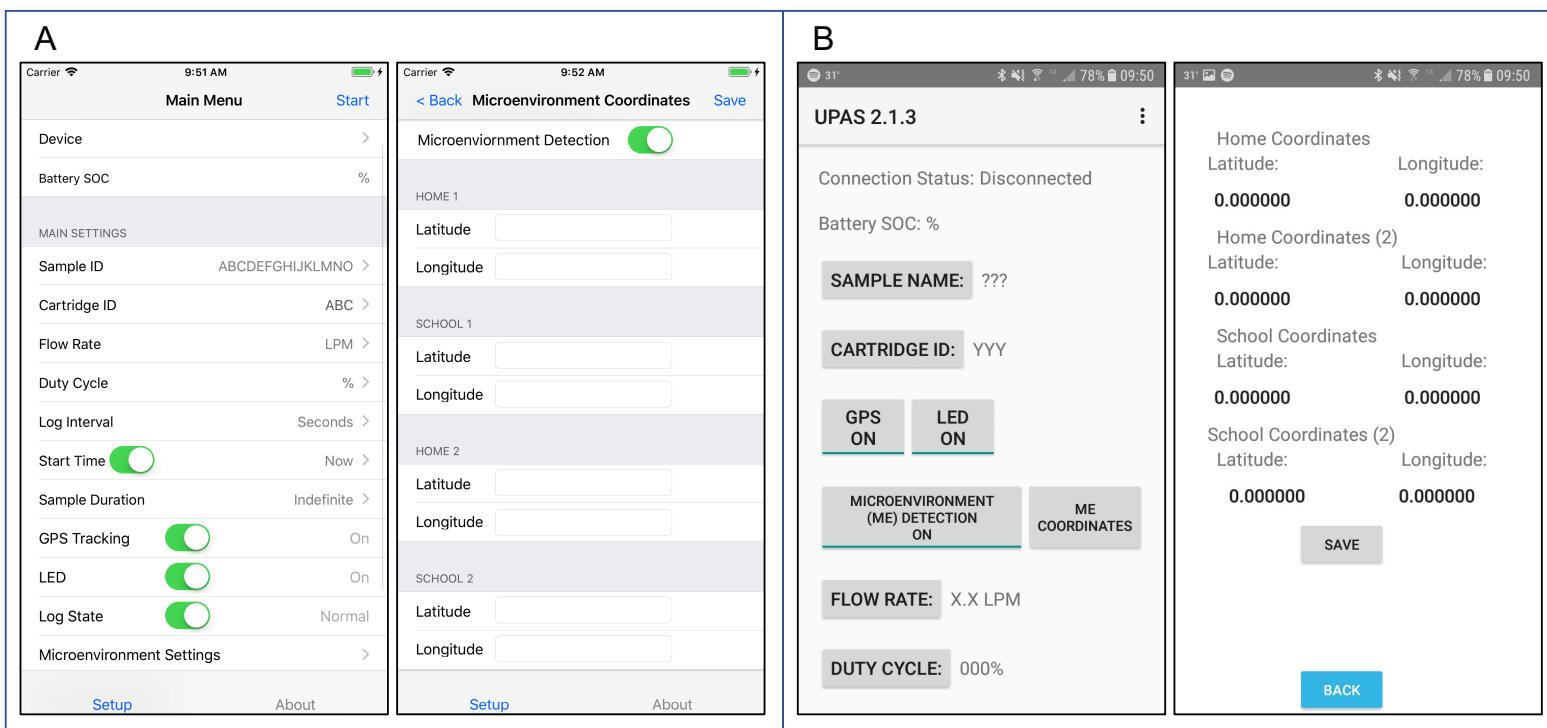 A
Carrier 9:51 AM
Main Menu Start
Device
Battery SOC %
MAIN SETTINGS
Sample ID ABCDEFGHIJKLMNO
Cartridge ID ABC
Flow Rate LPM
Duty Cycle %
Log Interval Seconds
Start Time Now
Sample Duration Indefinite
GPS Tracking On
LED On
Log State Normal
Microenvironment Settings
Setup About
Carrier 9:52 AM
< Back Microenvironment Coordinates Save
Microenviornment Detection
HOME 1
Latitude
Longitude
SCHOOL 1
Latitude
Longitude
HOME 2
Latitude
Longitude
SCHOOL 2
Latitude
Longitude
Setup About
B
31° 1X 78% 09:50
UPAS 2.1.3
Connection Status: Disconnected
Battery SOC: %
SAMPLE NAME: ???
CARTRIDGE ID: YYY
GPS LED
ON ON
MICROENVIRONMENT
(ME) DETECTION
ON
ME
COORDINATES
FLOW RATE: X.X LPM
DUTY CYCLE: 000%
31° 1X 78% 09:50
Home Coordinates
Latitude: Longitude:
0.000000 0.000000
Home Coordinates (2)
Latitude: Longitude:
0.000000 0.000000
School Coordinates
Latitude: Longitude:
0.000000 0.000000
School Coordinates (2)
Latitude: Longitude:
0.000000 0.000000
SAVE
BACK